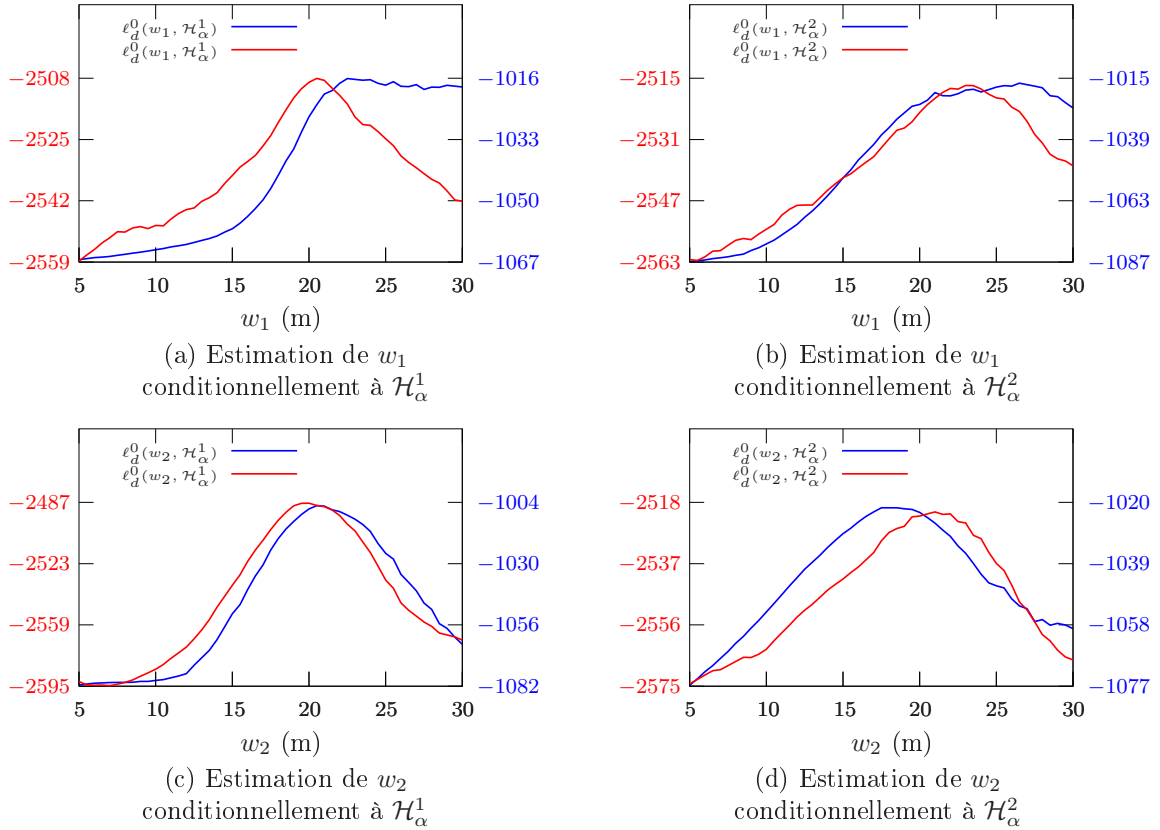 ℓ_d^0(w_1, ℋ_α^1)
ℓ_d^0(w_1, ℋ_α^1)
−2508
−2525
−2542
−2559
−1016
−1033
−1050
−1067
5 10 15 20 25 30
w_1 (m)
(a) Estimation de w_1
conditionnellement à ℋ_α^1
ℓ_d^0(w_1, ℋ_α^2)
ℓ_d^0(w_1, ℋ_α^2)
−2515
−2531
−2547
−2563
−1015
−1039
−1063
−1087
5 10 15 20 25 30
w_1 (m)
(b) Estimation de w_1
conditionnellement à ℋ_α^2
ℓ_d^0(w_2, ℋ_α^1)
ℓ_d^0(w_2, ℋ_α^1)
−2487
−2523
−2559
−2595
−1004
−1030
−1056
−1082
5 10 15 20 25 30
w_2 (m)
(c) Estimation de w_2
conditionnellement à ℋ_α^1
ℓ_d^0(w_2, ℋ_α^2)
ℓ_d^0(w_2, ℋ_α^2)
−2518
−2537
−2556
−2575
−1020
−1039
−1058
−1077
5 10 15 20 25 30
w_2 (m)
(d) Estimation de w_2
conditionnellement à ℋ_α^2